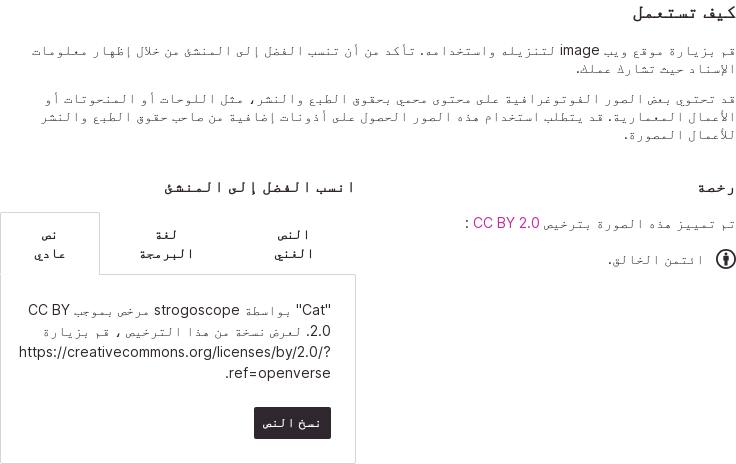 كيف تستعمل
قم بزيارة موقع ويب image لتنزيله واستخدامه. تأكد من أن تنسب الفضل إلى المنشئ من خلال إظهار معلومات
الإسناد حيث تشارك عملك.
قد تحتوي بعض الصور الفوتوغرافية على محتوى محمي بحقوق الطبع والنشر، مثل اللوحات أو المنحوتات أو
الأعمال المعمارية. قد يتطلب استخدام هذه الصور الحصول على أذونات إضافية من صاحب حقوق الطبع والنشر
للأعمال المصورة.
رخصة
تم تمييز هذه الصورة بترخيص CC BY 2.0 :
ائتمن الخالق.
انسب الفضل إلى المنشئ
النص
الغني
لغة
البرمجة
نص
عادي
"Cat" بواسطة strogoscope مرخص بموجب CC BY
2.0. لعرض نسخة من هذا الترخيص ، قم بزيارة
https://creativecommons.org/licenses/by/2.0/?
ref=openverse.
نسخ النص